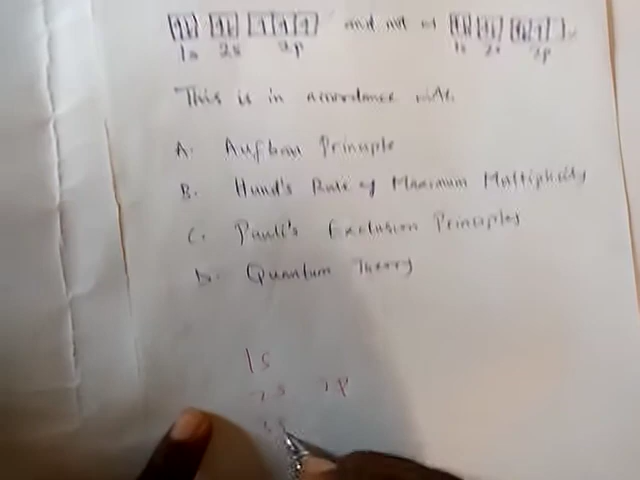 1s 2s 2p and not as 1s 2s 2p
This is in accordance with.
A. Aufbau Principle
B. Hund's Rule of Maximum Multiplicity
C. Pauli's Exclusion Principles
D. Quantum Theory
1s
2s 2p